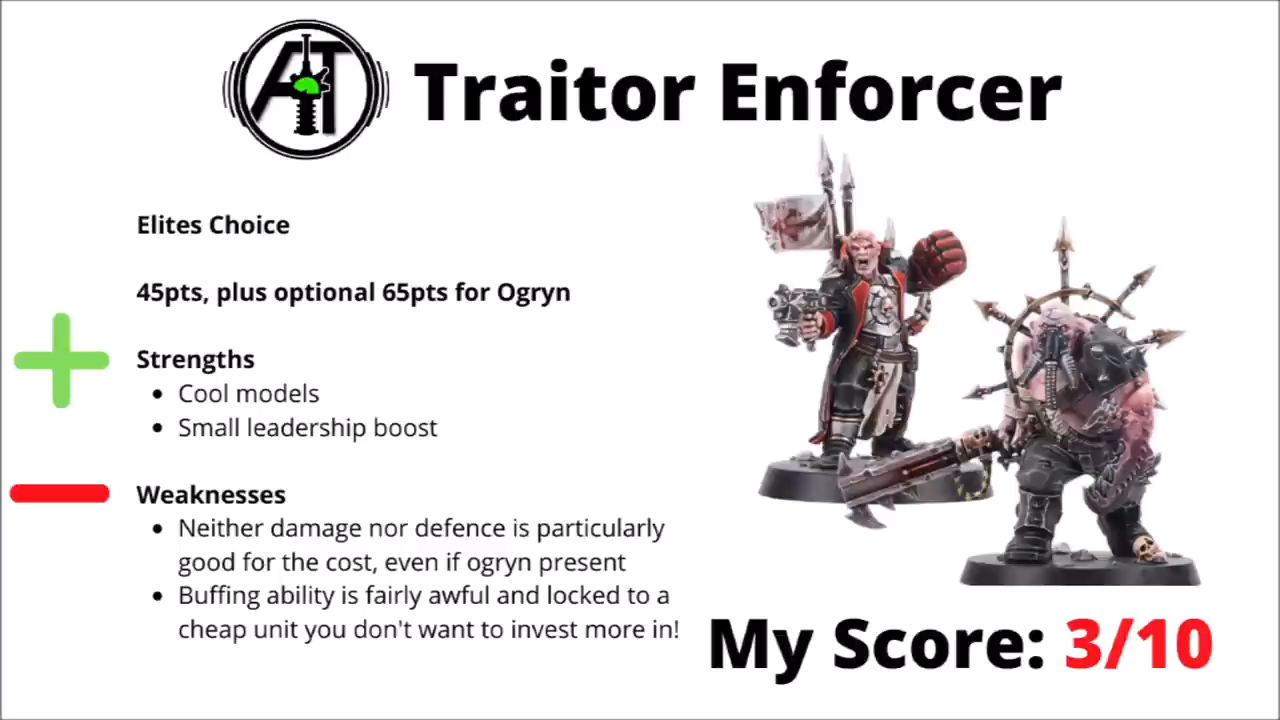 AT
Traitor Enforcer
Elites Choice
45pts, plus optional 65pts for Ogryn
Strengths
• Cool models
• Small leadership boost
Weaknesses
• Neither damage nor defence is particularly
good for the cost, even if ogryn present
• Buffing ability is fairly awful and locked to a
cheap unit you don't want to invest more in!
My Score: 3/10